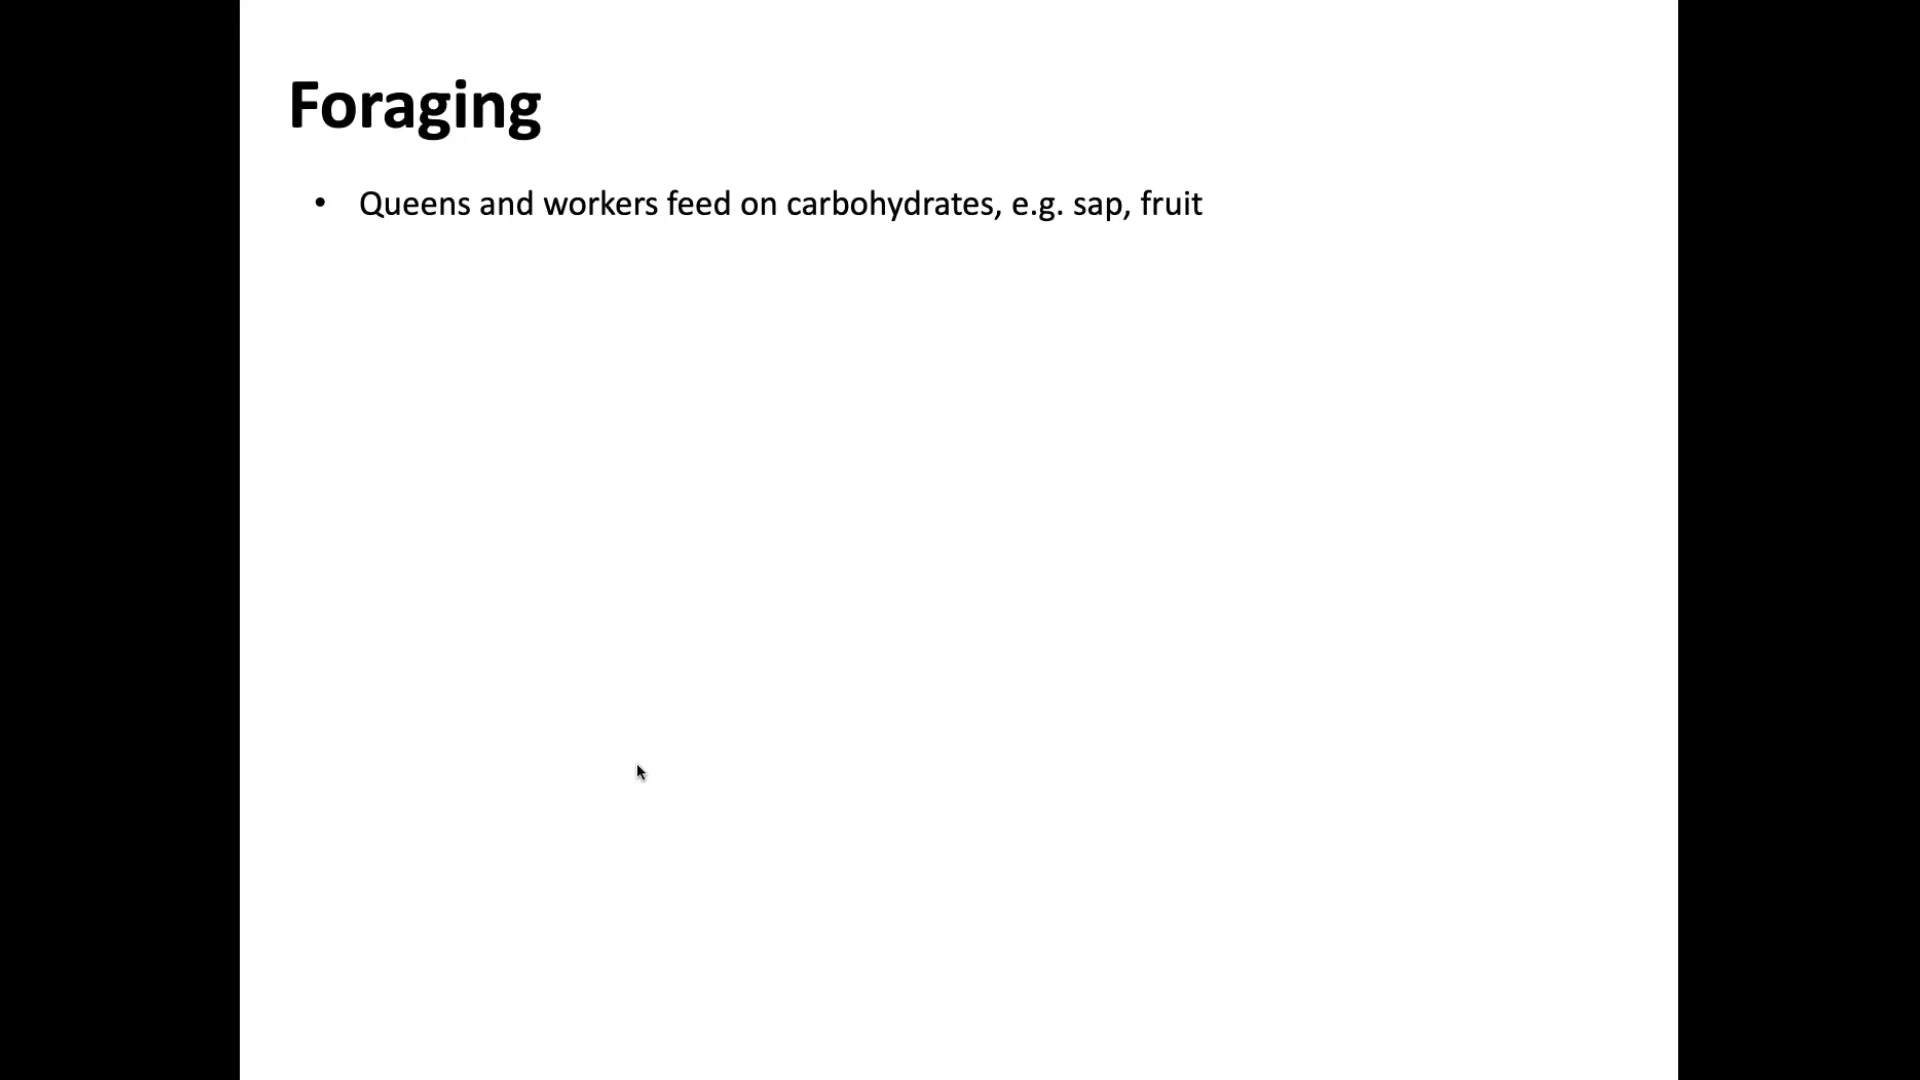 Foraging
• Queens and workers feed on carbohydrates, e.g. sap, fruit